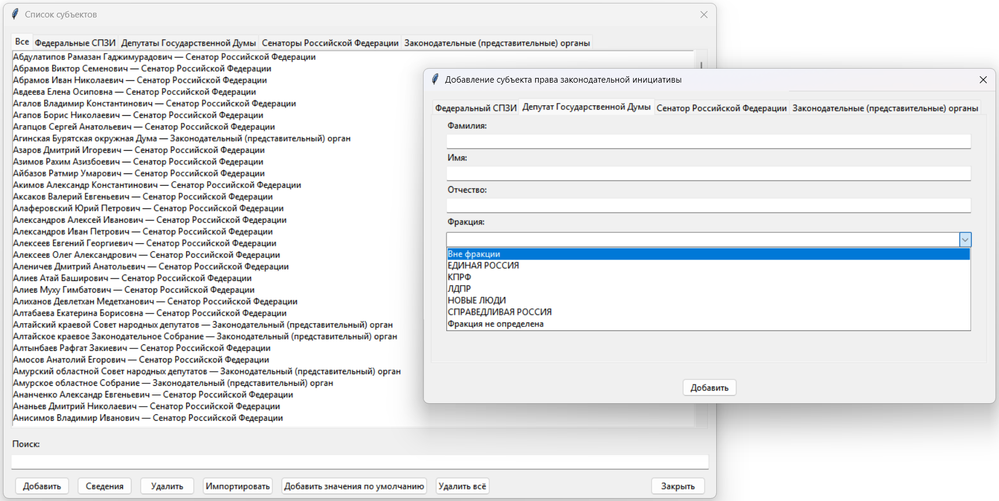 Список субъектов
Все
Федеральные СПЗИ
Депутаты Государственной Думы
Сенаторы Российской Федерации
Законодательные (представительные) органы
Абдулатипов Рамазан Гаджимурадович — Сенатор Российской Федерации
Абрамов Виктор Семенович — Сенатор Российской Федерации
Абрамов Иван Николаевич — Сенатор Российской Федерации
Авдеева Елена Осиповна — Сенатор Российской Федерации
Агалов Владимир Константинович — Сенатор Российской Федерации
Агапов Борис Николаевич — Сенатор Российской Федерации
Агапцов Сергей Анатольевич — Сенатор Российской Федерации
Агинская Бурятская окружная Дума — Законодательный (представительный) орган
Азаров Дмитрий Игоревич — Сенатор Российской Федерации
Азимов Рахим Азизбоевич — Сенатор Российской Федерации
Айбазов Ратмир Умарович — Сенатор Российской Федерации
Акимов Александр Константинович — Сенатор Российской Федерации
Аксаков Валерий Евгеньевич — Сенатор Российской Федерации
Алаферовский Юрий Петрович — Сенатор Российской Федерации
Александров Алексей Иванович — Сенатор Российской Федерации
Александров Иван Петрович — Сенатор Российской Федерации
Алексеев Евгений Георгиевич — Сенатор Российской Федерации
Алексеев Олег Александрович — Сенатор Российской Федерации
Аленичев Дмитрий Анатольевич — Сенатор Российской Федерации
Алиев Атай Баширович — Сенатор Российской Федерации
Алиев Муху Гимбатович — Сенатор Российской Федерации
Алиханов Девлетхан Медетханович — Сенатор Российской Федерации
Алтабаева Екатерина Борисовна — Сенатор Российской Федерации
Алтайский краевой Совет народных депутатов — Законодательный (представительный) орган
Алтайское краевое Законодательное Собрание — Законодательный (представительный) орган
Алтынбаев Рафгат Закиевич — Сенатор Российской Федерации
Амосов Анатолий Егорович — Сенатор Российской Федерации
Амурский областной Совет народных депутатов — Законодательный (представительный) орган
Амурское областное Собрание — Законодательный (представительный) орган
Ананченко Александр Евгеньевич — Сенатор Российской Федерации
Ананьев Дмитрий Николаевич — Сенатор Российской Федерации
Анисимов Владимир Иванович — Сенатор Российской Федерации
Поиск:
Добавить
Сведения
Удалить
Импортировать
Добавить значения по умолчанию
Удалить всё
Закрыть
Добавление субъекта права законодательной инициативы
Федеральный СПЗИ
Депутат Государственной Думы
Сенатор Российской Федерации
Законодательные (представительные) органы
Фамилия:
Имя:
Отчество:
Фракция:
Вне фракции
ЕДИНАЯ РОССИЯ
КПРФ
ЛДПР
НОВЫЕ ЛЮДИ
СПРАВЕДЛИВАЯ РОССИЯ
Фракция не определена
Добавить